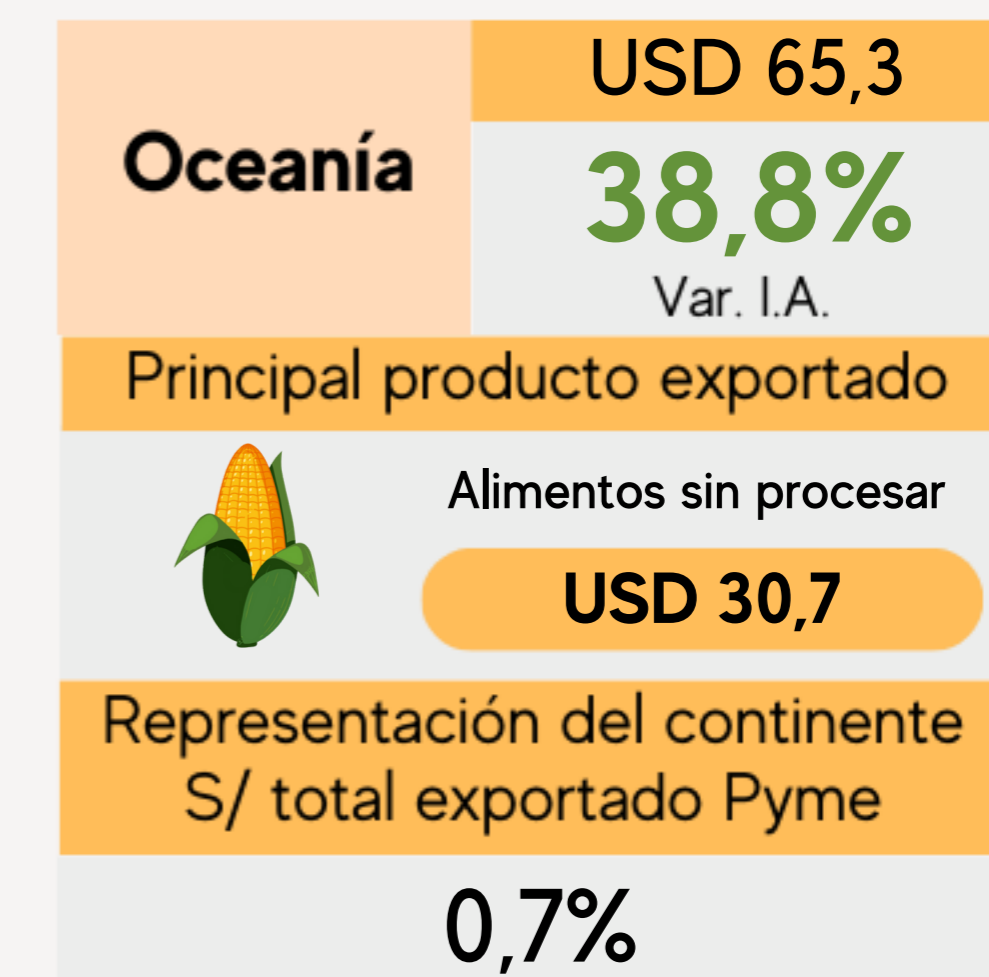 USD 65,3
Oceanía
38,8%
Var. I.A.
Principal producto exportado
Alimentos sin procesar
USD 30,7
Representación del continente
S/ total exportado Pyme
0,7%